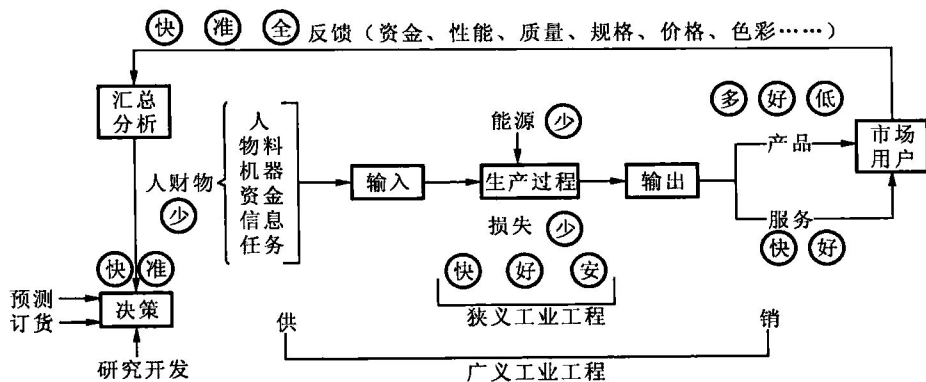 快 准 全 反馈（资金、性能、质量、规格、价格、色彩……）
汇总
分析
人财物
少
人
物料
机器
资金
信息
任务
输入
能源 少
生产过程
损失 少
快 好 安
狭义工业工程
输出
多 好 低
产品
服务
快 好
市场
用户
快 准
预测
订货
决策
研究开发
供
销
广义工业工程